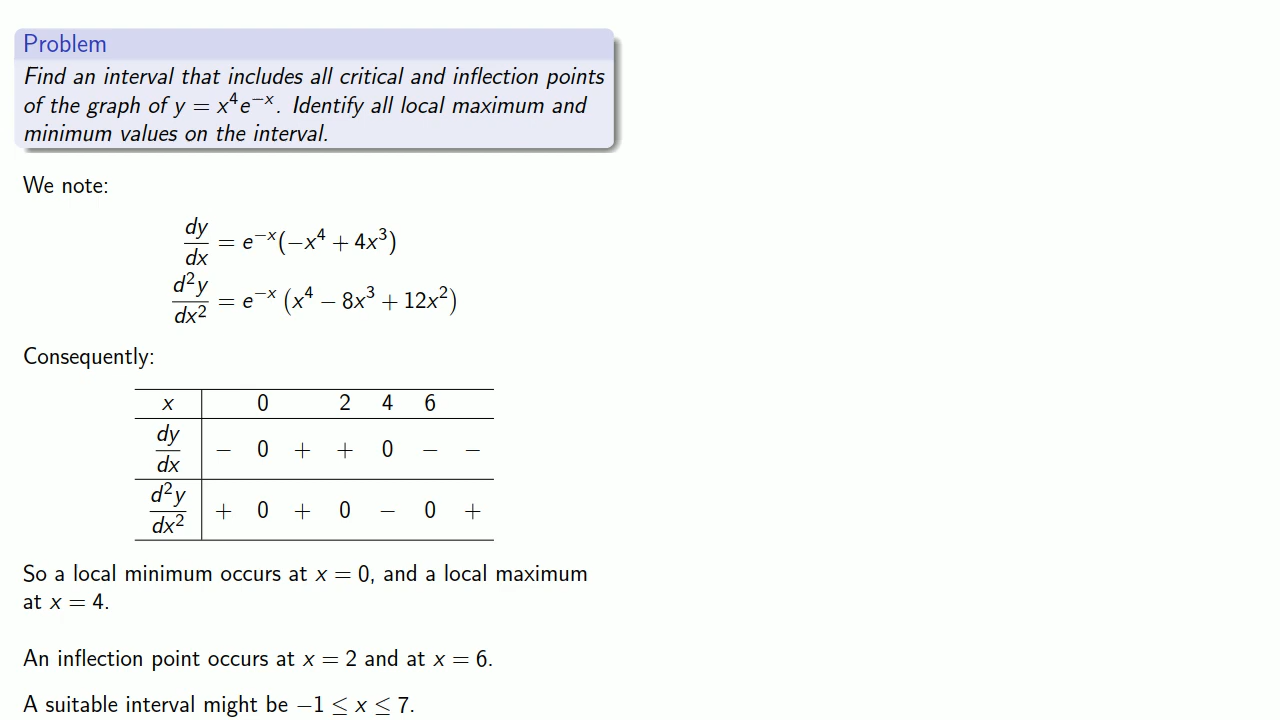 Problem
Find an interval that includes all critical and inflection points
of the graph of y = x⁴e⁻ˣ. Identify all local maximum and
minimum values on the interval.
We note:
dy/dx = e⁻ˣ(−x⁴ + 4x³)
d²y/dx² = e⁻ˣ (x⁴ − 8x³ + 12x²)
Consequently:
x 0 2 4 6
dy/dx − 0 + + 0 − −
d²y/dx² + 0 + 0 − 0 +
So a local minimum occurs at x = 0, and a local maximum
at x = 4.
An inflection point occurs at x = 2 and at x = 6.
A suitable interval might be −1 ≤ x ≤ 7.